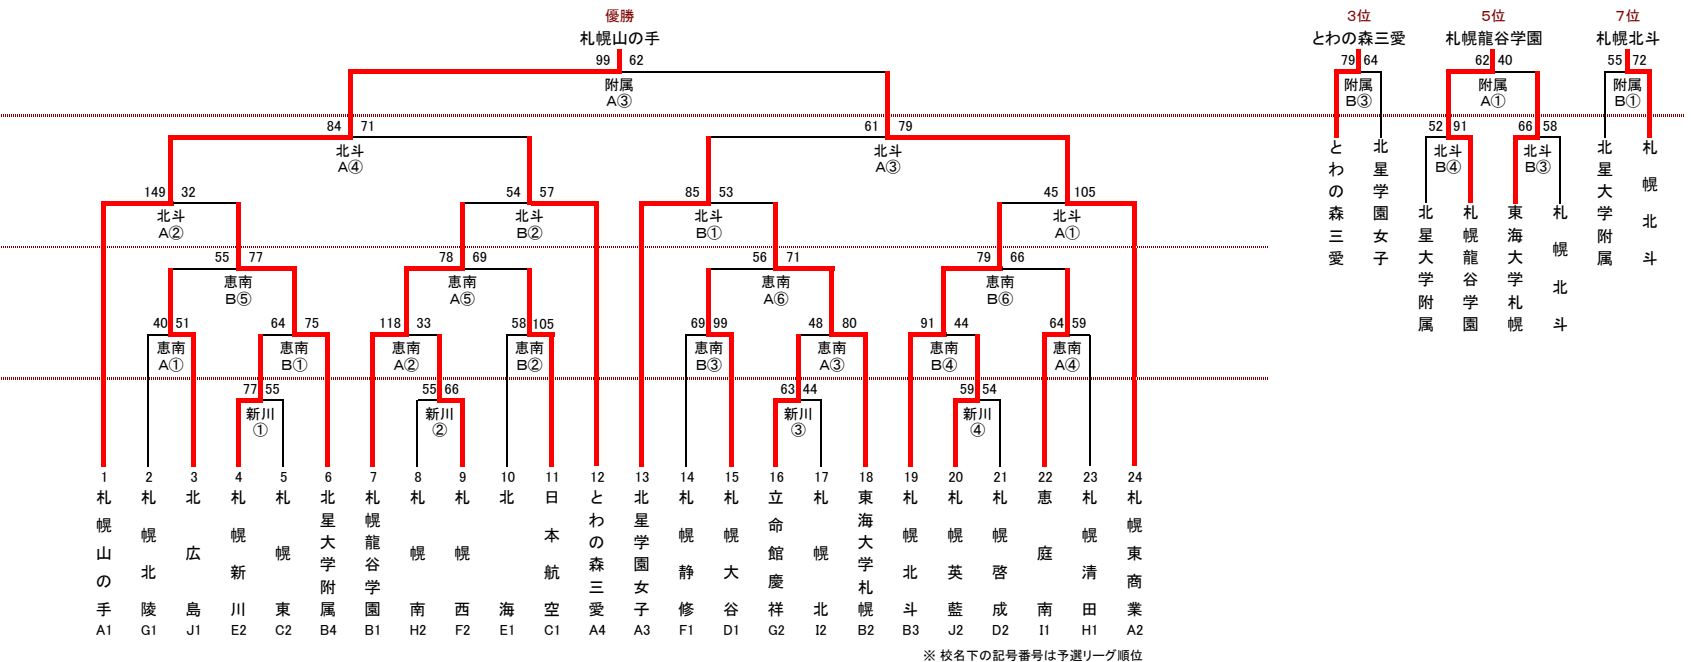 優勝 3位 5位 7位
札幌山の手 とわの森三愛 札幌龍谷学園 札幌北斗
99 62 79 64 62 40 55 72
附属 附属 附属 附属
A③ B③ A① B①
84 71 61 79 52 91 66 58
北斗 北斗 北斗 北斗
A④ A③ B④ B③
とわの森三愛 北星学園女子 北星大学附属 札幌北斗
149 32 54 57 85 53 45 105
北斗 北斗 北斗 北斗
A② B② B① A①
北星大学附属 札幌龍谷学園 東海大学札幌 札幌北斗
55 77 78 69 56 71 79 66
恵南 恵南 恵南 恵南
B⑤ A⑤ A⑥ B⑥
40 51 64 75 118 33 58 105 69 99 48 80 91 44 64 59
恵南 恵南 恵南 恵南 恵南 恵南 恵南 恵南
A① B① A② B② B③ A③ B④ A④
77 55 55 66 63 44 59 54
新川 新川 新川 新川
① ② ③ ④
1 2 3 4 5 6 7 8 9 10 11 12 13 14 15 16 17 18 19 20 21 22 23 24
札幌山の手 札幌北陵 北広島 札幌新川 札幌東 北星大学附属 札幌龍谷学園 札幌南 札幌西 北海 日本航空 とわの森三愛 北星学園女子 札幌静修 札幌大谷 立命館慶祥 札幌北 東海大学札幌 札幌北斗 札幌英藍 札幌啓成 恵庭南 札幌清田 札幌東商業
A1 G1 J1 E2 C2 B4 B1 H2 F2 E1 C1 A4 A3 F1 D1 G2 I2 B2 B3 J2 D2 I1 H1 A2
※ 校名下の記号番号は予選リーグ順位